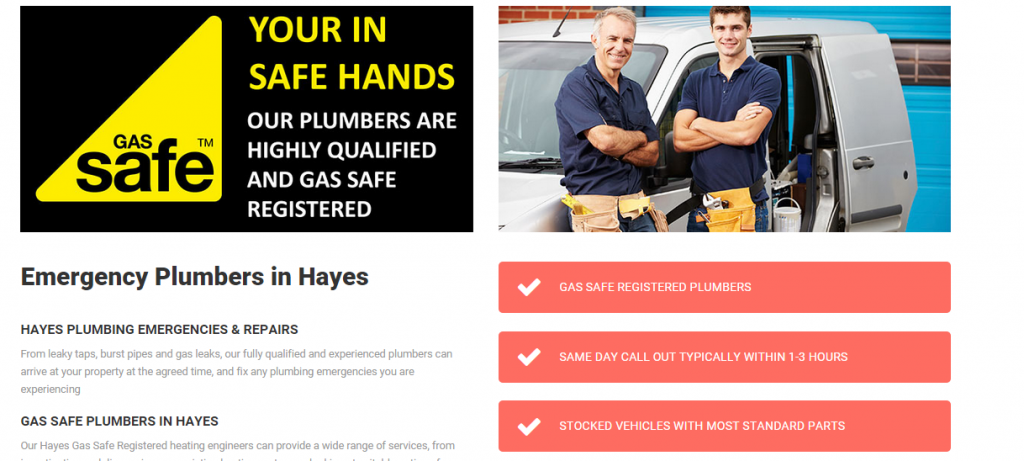 YOUR IN
SAFE HANDS
GAS
safe™
OUR PLUMBERS ARE
HIGHLY QUALIFIED
AND GAS SAFE
REGISTERED
Emergency Plumbers in Hayes
HAYES PLUMBING EMERGENCIES & REPAIRS
From leaky taps, burst pipes and gas leaks, our fully qualified and experienced plumbers can
arrive at your property at the agreed time, and fix any plumbing emergencies you are
experiencing
GAS SAFE PLUMBERS IN HAYES
Our Hayes Gas Safe Registered heating engineers can provide a wide range of services, from
GAS SAFE REGISTERED PLUMBERS
SAME DAY CALL OUT TYPICALLY WITHIN 1-3 HOURS
STOCKED VEHICLES WITH MOST STANDARD PARTS